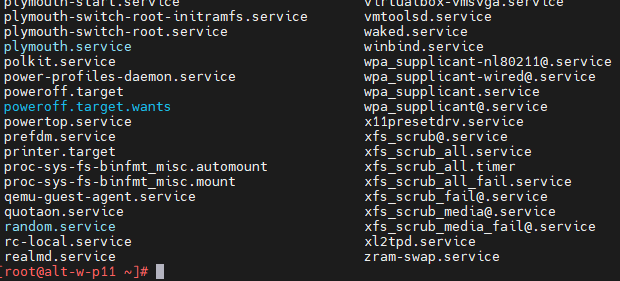 plymouth-start.service virtualbox-vmsvga.service
plymouth-switch-root-initramfs.service vmtoolsd.service
plymouth-switch-root.service waked.service
plymouth.service winbind.service
polkit.service wpa_supplicant-nl80211@.service
power-profiles-daemon.service wpa_supplicant-wired@.service
poweroff.target wpa_supplicant.service
poweroff.target.wants wpa_supplicant@.service
powertop.service x11presetdrv.service
prefdm.service xfs_scrub@.service
printer.target xfs_scrub_all.service
proc-sys-fs-binfmt_misc.automount xfs_scrub_all.timer
proc-sys-fs-binfmt_misc.mount xfs_scrub_all_fail.service
qemu-guest-agent.service xfs_scrub_fail@.service
quotaon.service xfs_scrub_media@.service
random.service xfs_scrub_media_fail@.service
rc-local.service xl2tpd.service
realmd.service zram-swap.service
[root@alt-w-p11 ~]#